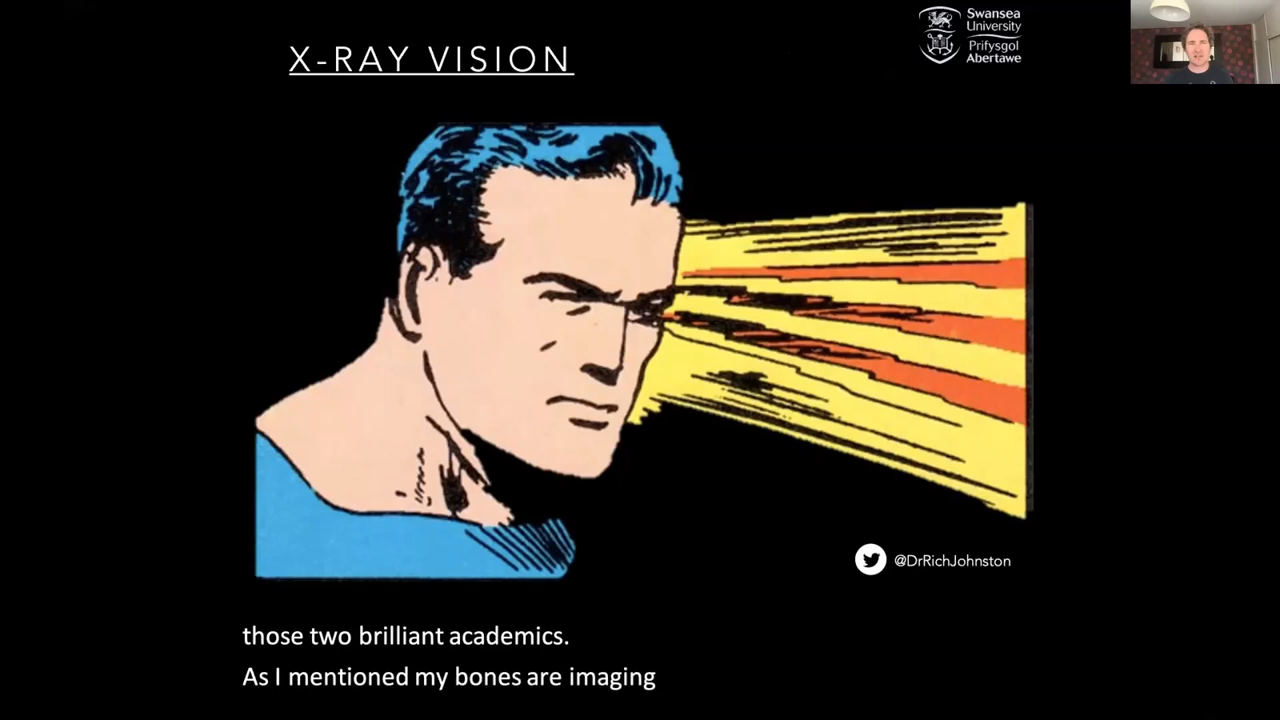 X-RAY VISION
Swansea
University
Prifysgol
Abertawe
@DrRichJohnston
those two brilliant academics.
As I mentioned my bones are imaging